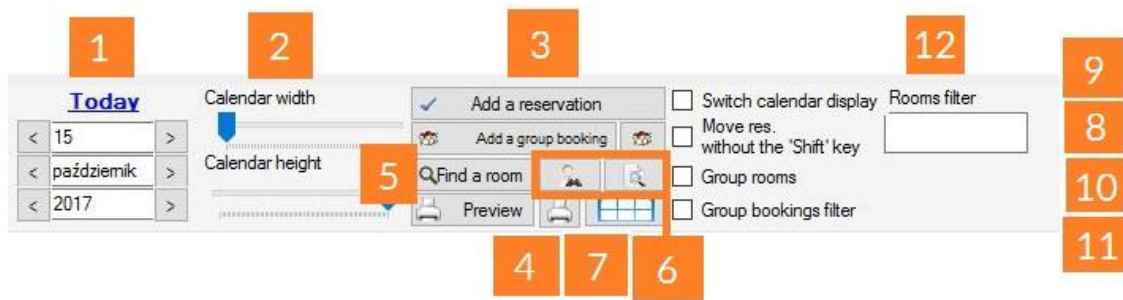 1
2
3
12
9
Today
Calendar width
Add a reservation
Switch calendar display
Rooms filter
< 15 >
Add a group booking
Move res.
without the 'Shift' key
8
< październik >
Calendar height
5
Find a room
Group rooms
10
< 2017 >
Preview
Group bookings filter
11
4
7
6